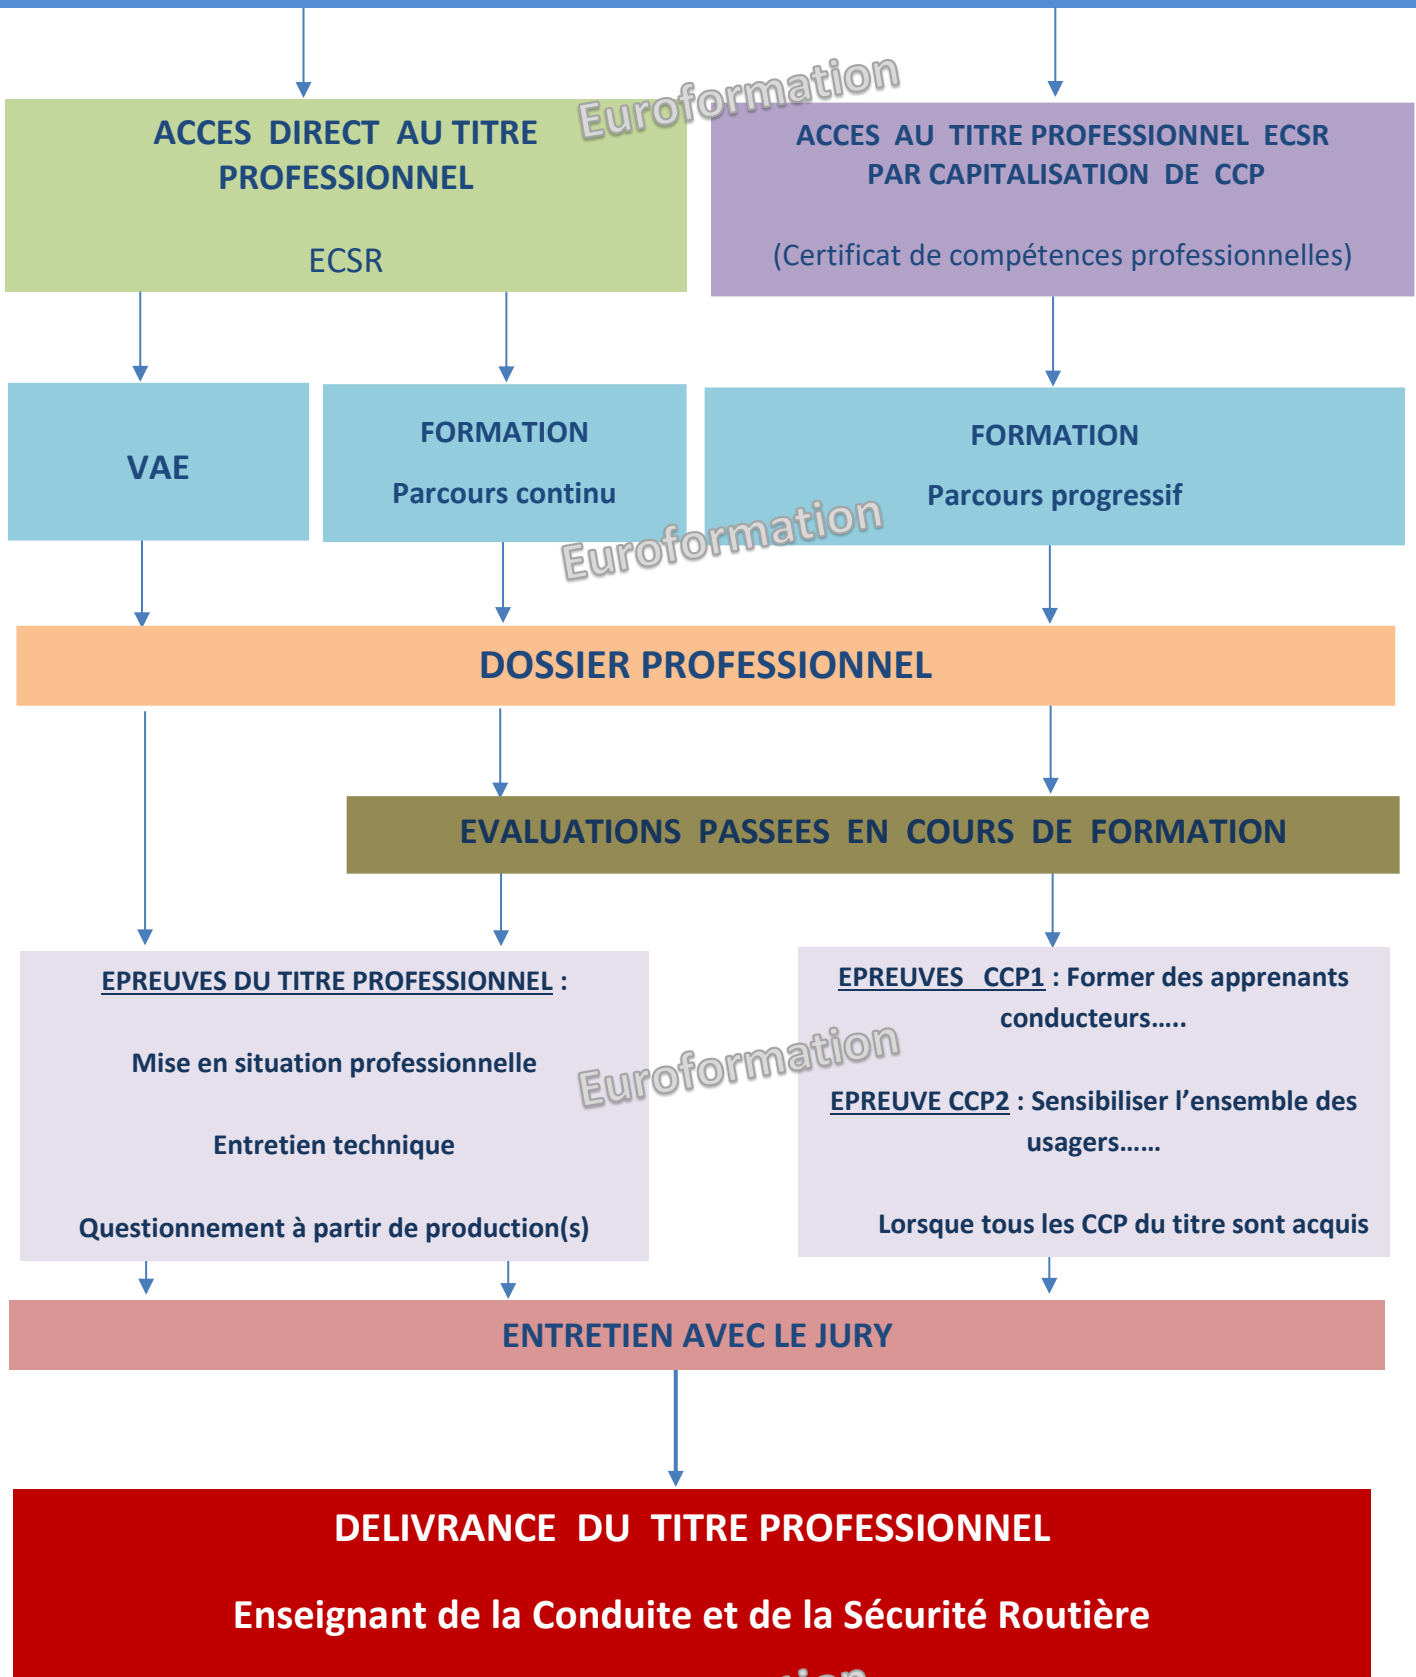 Euroformation
ACCES DIRECT AU TITRE
PROFESSIONNEL
ECSR
ACCES AU TITRE PROFESSIONNEL ECSR
PAR CAPITALISATION DE CCP
(Certificat de compétences professionnelles)
VAE
FORMATION
Parcours continu
FORMATION
Parcours progressif
Euroformation
DOSSIER PROFESSIONNEL
EVALUATIONS PASSEES EN COURS DE FORMATION
EPREUVES DU TITRE PROFESSIONNEL :
Mise en situation professionnelle
Entretien technique
Questionnement à partir de production(s)
Euroformation
EPREUVES CCP1 : Former des apprenants
conducteurs.....
EPREUVE CCP2 : Sensibiliser l’ensemble des
usagers......
Lorsque tous les CCP du titre sont acquis
ENTRETIEN AVEC LE JURY
DELIVRANCE DU TITRE PROFESSIONNEL
Enseignant de la Conduite et de la Sécurité Routière